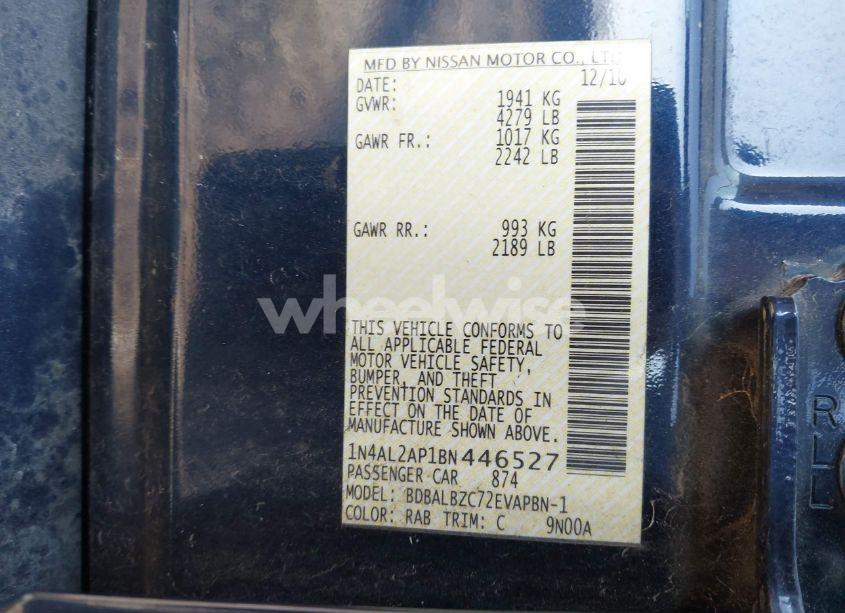 MFD BY NISSAN MOTOR CO., LTD
DATE: 12/10
GVWR: 1941 KG
4279 LB
GAWR FR.: 1017 KG
2242 LB
GAWR RR.: 993 KG
2189 LB
wheelwise
THIS VEHICLE CONFORMS TO
ALL APPLICABLE FEDERAL
MOTOR VEHICLE SAFETY,
BUMPER, AND THEFT
PREVENTION STANDARDS IN
EFFECT ON THE DATE OF
MANUFACTURE SHOWN ABOVE.
1N4AL2AP1BN446527
PASSENGER CAR 874
MODEL: BDBALBZC72EVAPBN-1
COLOR: RAB TRIM: C 9N00A